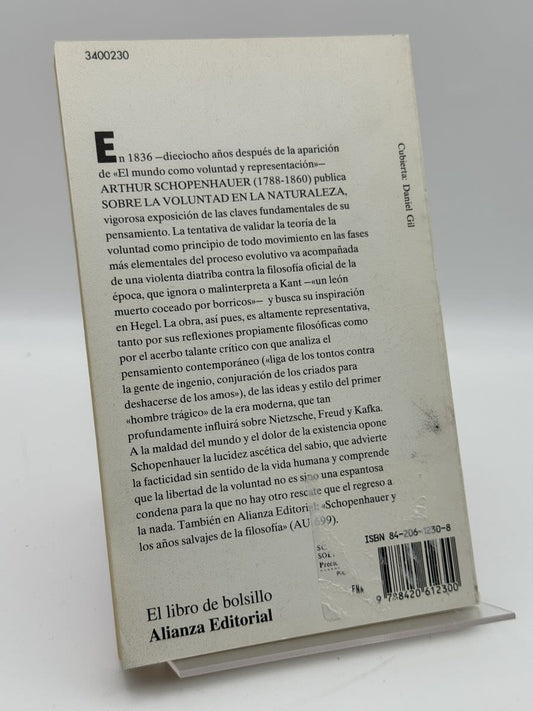 3400230
En 1836 –dieciocho años después de la aparición
de «El mundo como voluntad y representación»–
ARTHUR SCHOPENHAUER (1788-1860) publica
SOBRE LA VOLUNTAD EN LA NATURALEZA,
vigorosa exposición de las claves fundamentales de su
pensamiento. La tentativa de validar la teoría de la
voluntad como principio de todo movimiento en las fases
más elementales del proceso evolutivo va acompañada
de una violenta diatriba contra la filosofía oficial de la
época, que ignora o malinterpreta a Kant –«un león
muerto coceado por borricos»– y busca su inspiración
en Hegel. La obra, así pues, es altamente representativa,
tanto por sus reflexiones propiamente filosóficas como
por el acerbo talante crítico con que analiza el
pensamiento contemporáneo («liga de los tontos contra
la gente de ingenio, conjuración de los criados para
deshacerse de los amos»), de las ideas y estilo del primer
«hombre trágico» de la era moderna, que tan
profundamente influirá sobre Nietzsche, Freud y Kafka.
A la maldad del mundo y el dolor de la existencia opone
Schopenhauer la lucidez ascética del sabio, que advierte
la facticidad sin sentido de la vida humana y comprende
que la libertad de la voluntad no es sino una espantosa
condena para la que no hay otro rescate que el regreso a
la nada. También en Alianza Editorial: «Schopenhauer y
los años salvajes de la filosofía» (AU 699).
Cubierta: Daniel Gil
ISBN 84-206-1230-8
9 788420 612300
El libro de bolsillo
Alianza Editorial